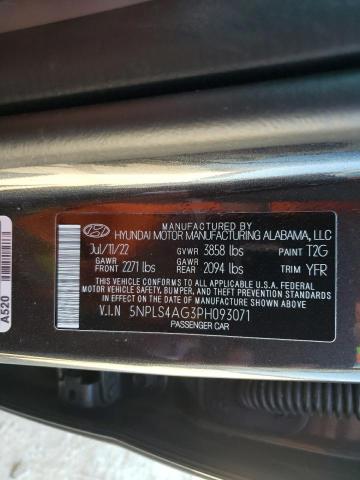 MANUFACTURED BY
HYUNDAI MOTOR MANUFACTURING ALABAMA, LLC
Jul/11/22 GVWR 3858 lbs PAINT T2G
GAWR FRONT 2271 lbs GAWR REAR 2094 lbs TRIM YFR
THIS VEHICLE CONFORMS TO ALL APPLICABLE U.S. FEDERAL
MOTOR VEHICLE SAFETY, BUMPER, AND THEFT PREVENTION
STANDARDS IN EFFECT ON THE DATE OF MANUFACTURE SHOWN ABOVE.
V.I.N 5NPLS4AG3PH093071
PASSENGER CAR
A520